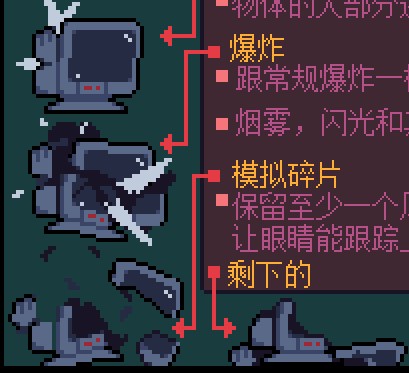 物体的大部分
爆炸
跟常规爆炸一
烟雾，闪光和
模拟碎片
保留至少一个
让眼睛能跟踪
剩下的